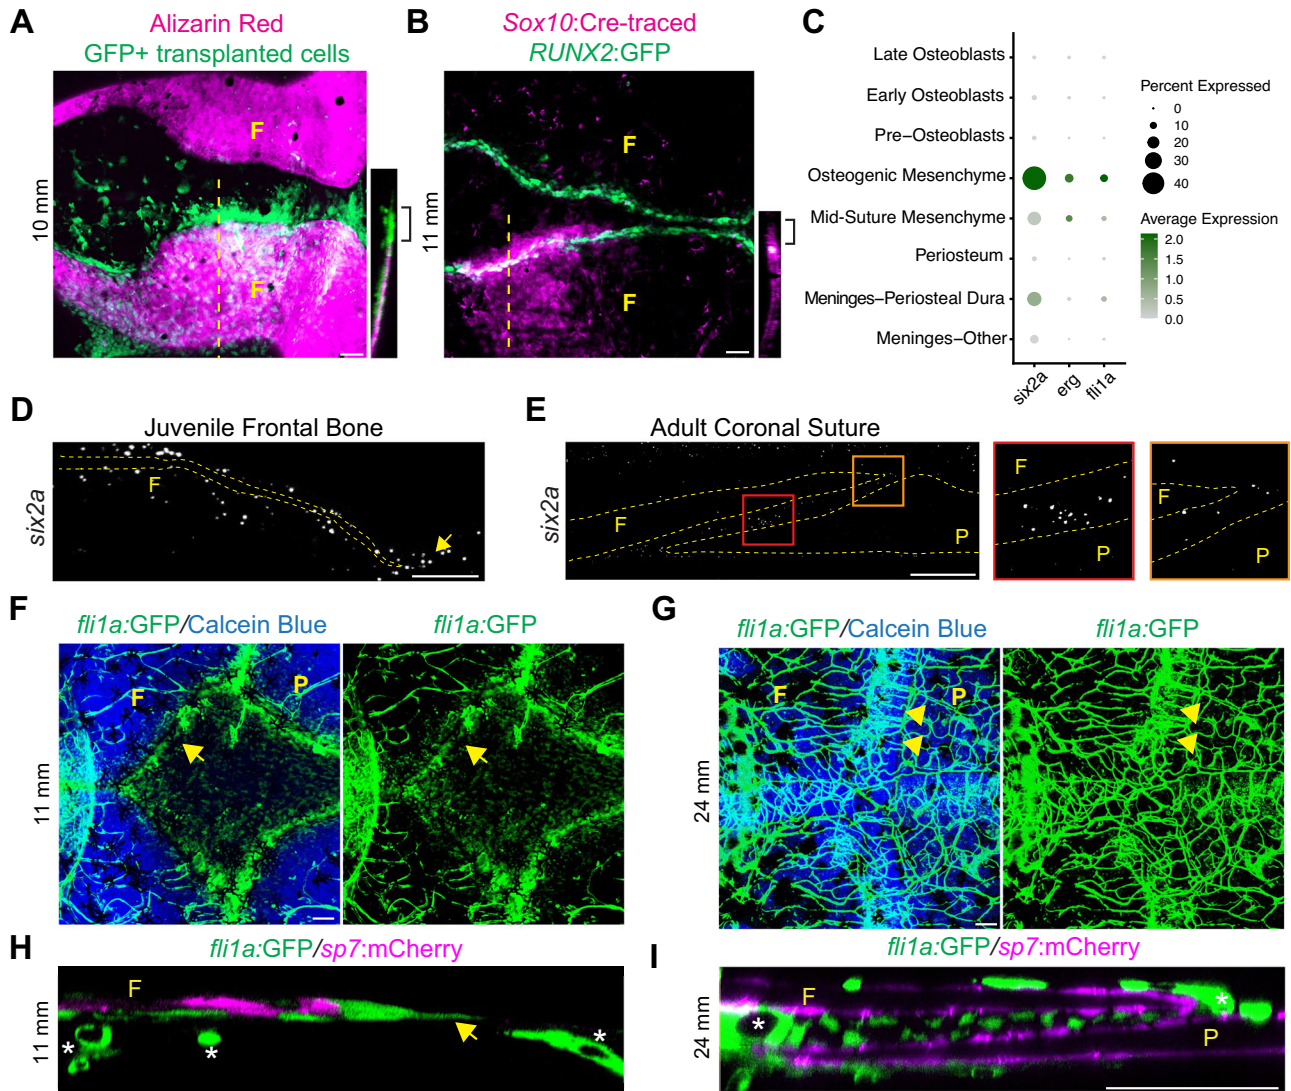 A
Alizarin Red
GFP+ transplanted cells
10 mm
F
F
B
Sox10:Cre-traced
RUNX2:GFP
11 mm
F
F
C
Late Osteoblasts
Early Osteoblasts
Pre−Osteoblasts
Osteogenic Mesenchyme
Mid−Suture Mesenchyme
Periosteum
Meninges−Periosteal Dura
Meninges−Other
six2a
erg
fli1a
Percent Expressed
0
10
20
30
40
Average Expression
2.0
1.5
1.0
0.5
0.0
D
Juvenile Frontal Bone
six2a
F
E
Adult Coronal Suture
six2a
F
P
F
P
F
P
F
fli1a:GFP/Calcein Blue
fli1a:GFP
11 mm
F
P
G
fli1a:GFP/Calcein Blue
fli1a:GFP
24 mm
F
P
H
fli1a:GFP/sp7:mCherry
11 mm
F
*
*
*
I
fli1a:GFP/sp7:mCherry
24 mm
F
P
*
*